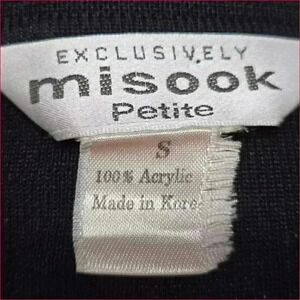 EXCLUSIVELY
misook
Petite
S
100% Acrylic
Made in Kore